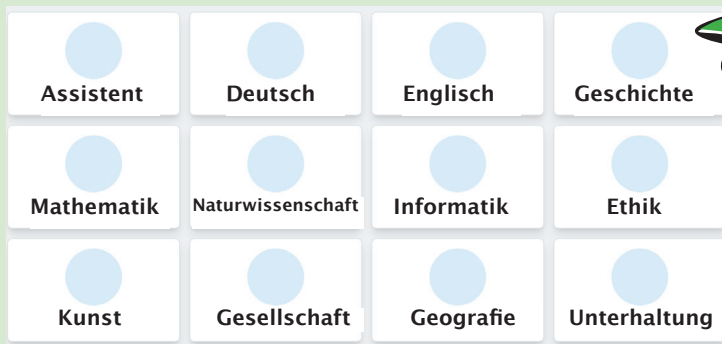 Assistent
Deutsch
Englisch
Geschichte
Mathematik
Naturwissenschaft
Informatik
Ethik
Kunst
Gesellschaft
Geografie
Unterhaltung